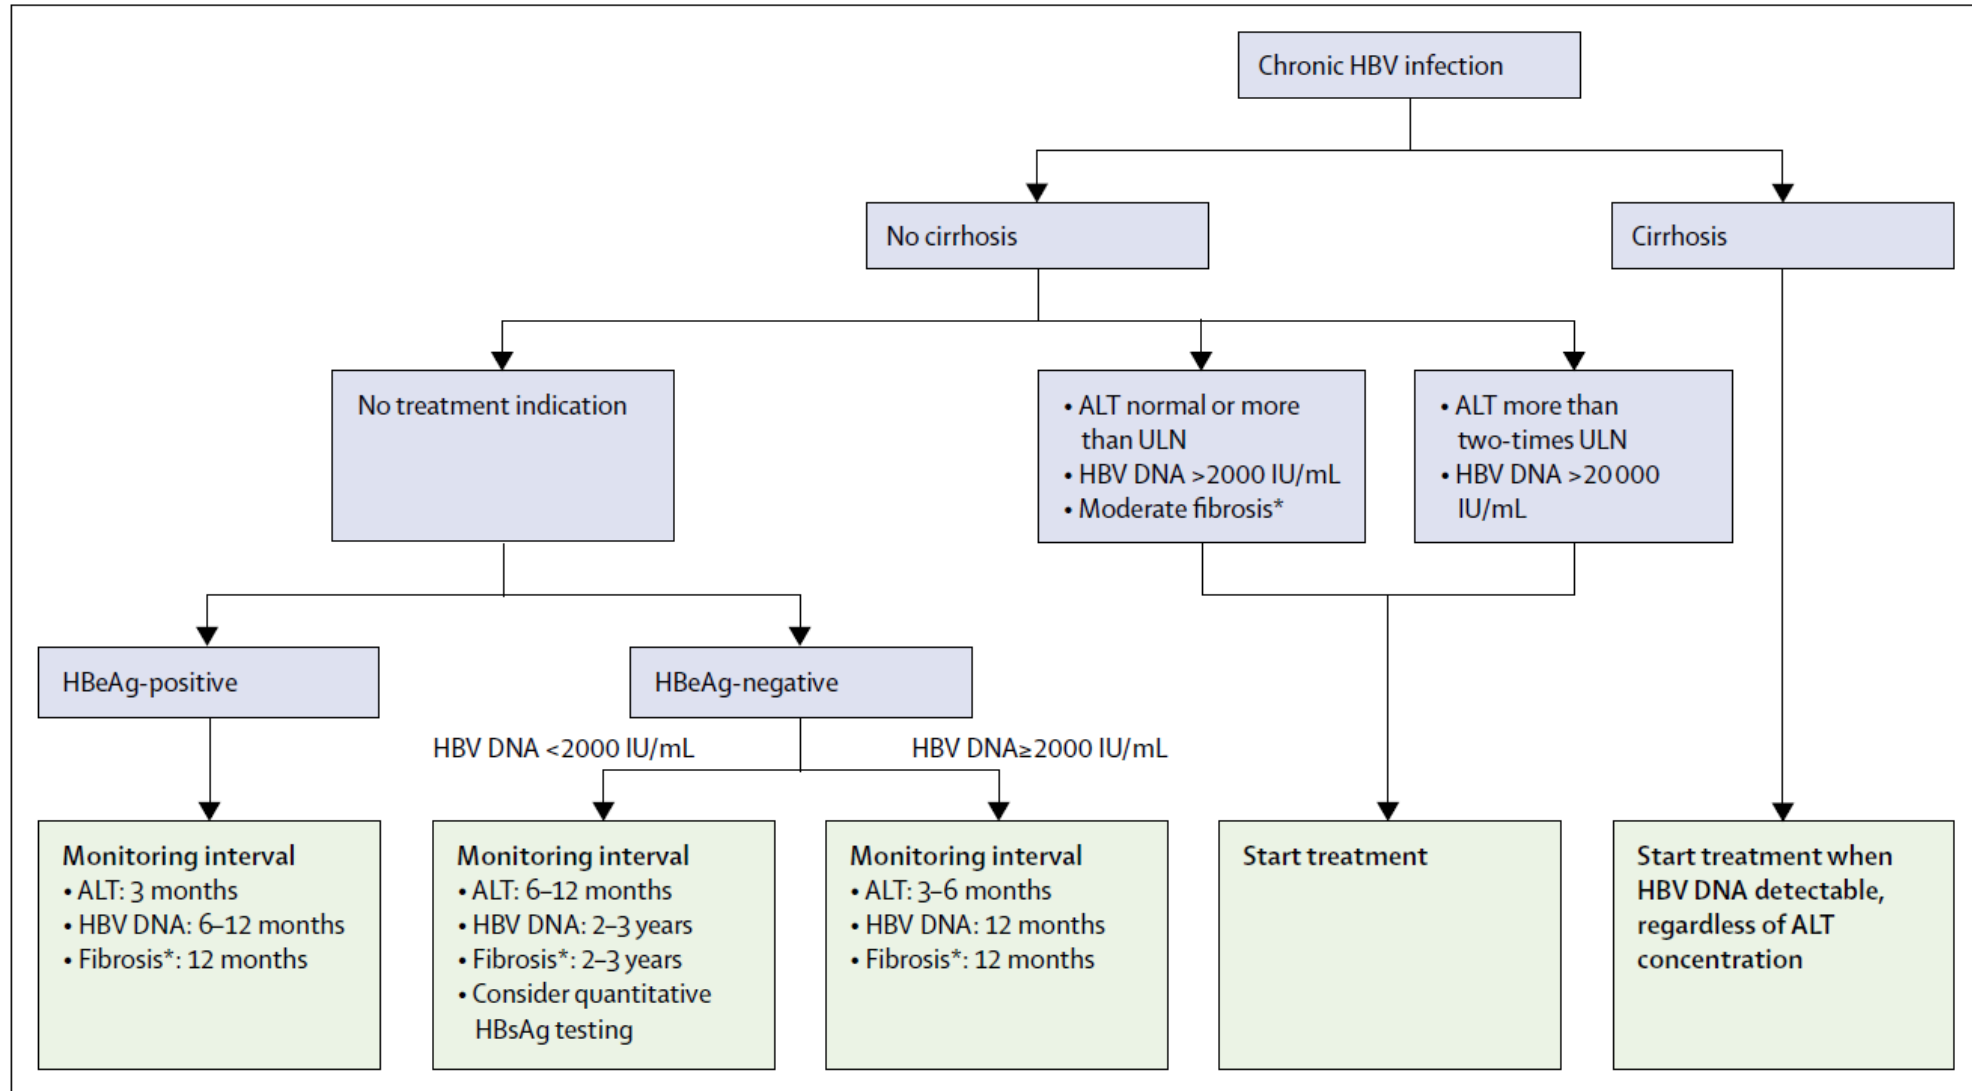 Chronic HBV infection
No cirrhosis
Cirrhosis
No treatment indication
• ALT normal or more
than ULN
• HBV DNA >2000 IU/mL
• Moderate fibrosis*
• ALT more than
two-times ULN
• HBV DNA >20 000
IU/mL
HBeAg-positive
HBeAg-negative
HBV DNA <2000 IU/mL
HBV DNA≥2000 IU/mL
Monitoring interval
• ALT: 3 months
• HBV DNA: 6–12 months
• Fibrosis*: 12 months
Monitoring interval
• ALT: 6–12 months
• HBV DNA: 2–3 years
• Fibrosis*: 2–3 years
• Consider quantitative
HBsAg testing
Monitoring interval
• ALT: 3–6 months
• HBV DNA: 12 months
• Fibrosis*: 12 months
Start treatment
Start treatment when
HBV DNA detectable,
regardless of ALT
concentration